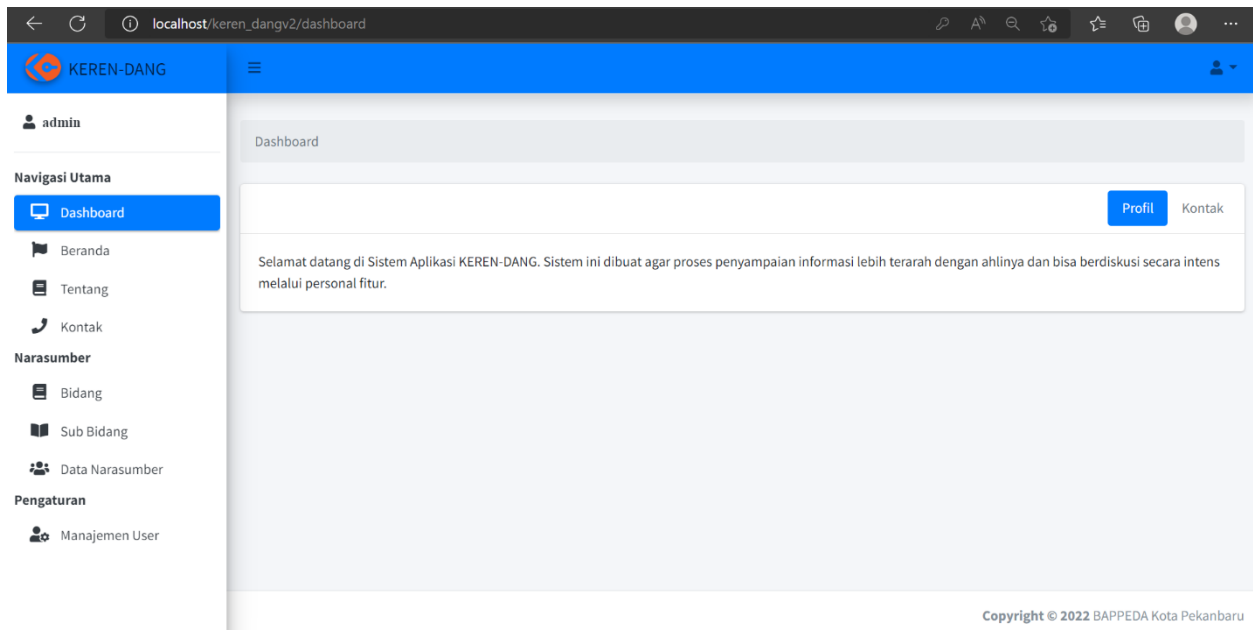 localhost/keren_dangv2/dashboard
KEREN-DANG
admin
Dashboard
Navigasi Utama
Dashboard
Beranda
Tentang
Kontak
Narasumber
Bidang
Sub Bidang
Data Narasumber
Pengaturan
Manajemen User
Profil Kontak
Selamat datang di Sistem Aplikasi KEREN-DANG. Sistem ini dibuat agar proses penyampaian informasi lebih terarah dengan ahlinya dan bisa berdiskusi secara intens
melalui personal fitur.
Copyright © 2022 BAPPEDA Kota Pekanbaru